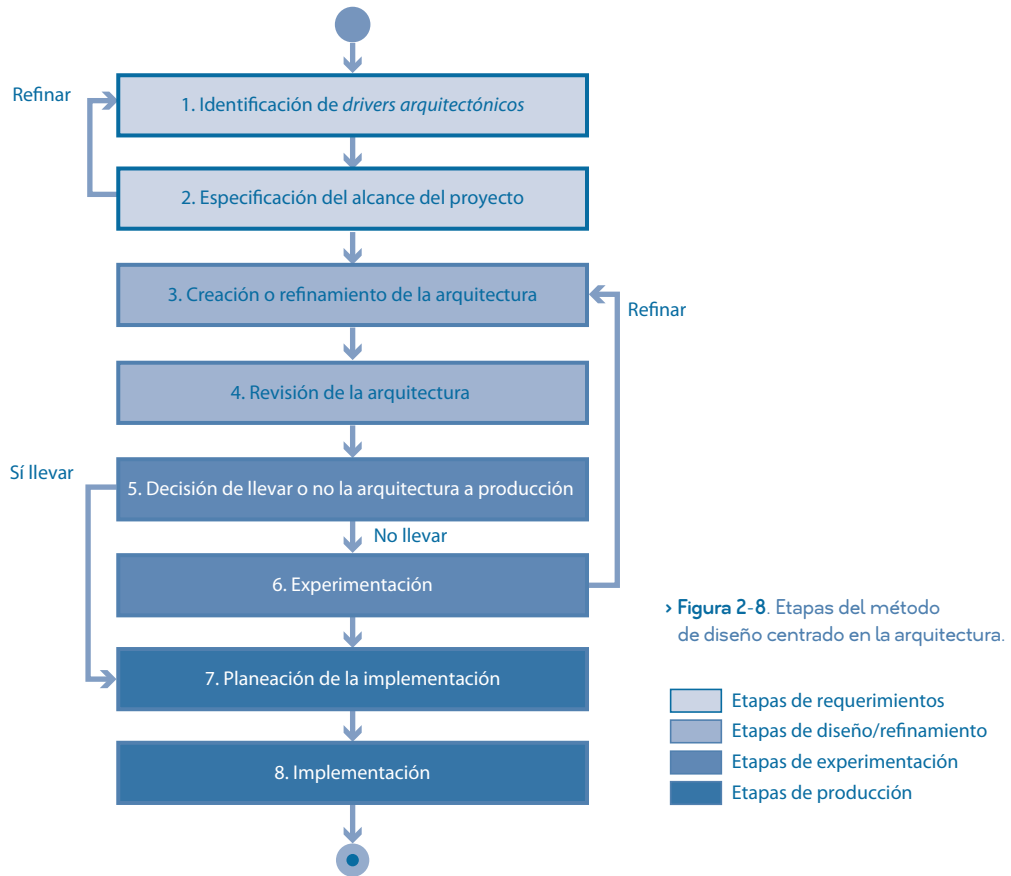 Refinar
1. Identificación de drivers arquitectónicos
2. Especificación del alcance del proyecto
3. Creación o refinamiento de la arquitectura
Refinar
4. Revisión de la arquitectura
Sí llevar
5. Decisión de llevar o no la arquitectura a producción
No llevar
6. Experimentación
› Figura 2-8. Etapas del método
de diseño centrado en la arquitectura.
7. Planeación de la implementación
8. Implementación
Etapas de requerimientos
Etapas de diseño/refinamiento
Etapas de experimentación
Etapas de producción